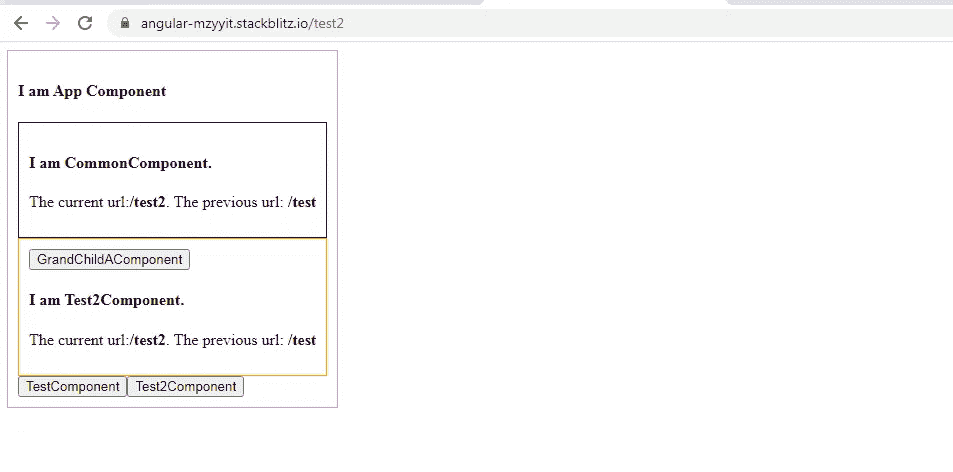 angular-mzyyit.stackblitz.io/test2
I am App Component
I am CommonComponent.
The current url:/test2. The previous url: /test
GrandChildAComponent
I am Test2Component.
The current url:/test2. The previous url: /test
TestComponent Test2Component